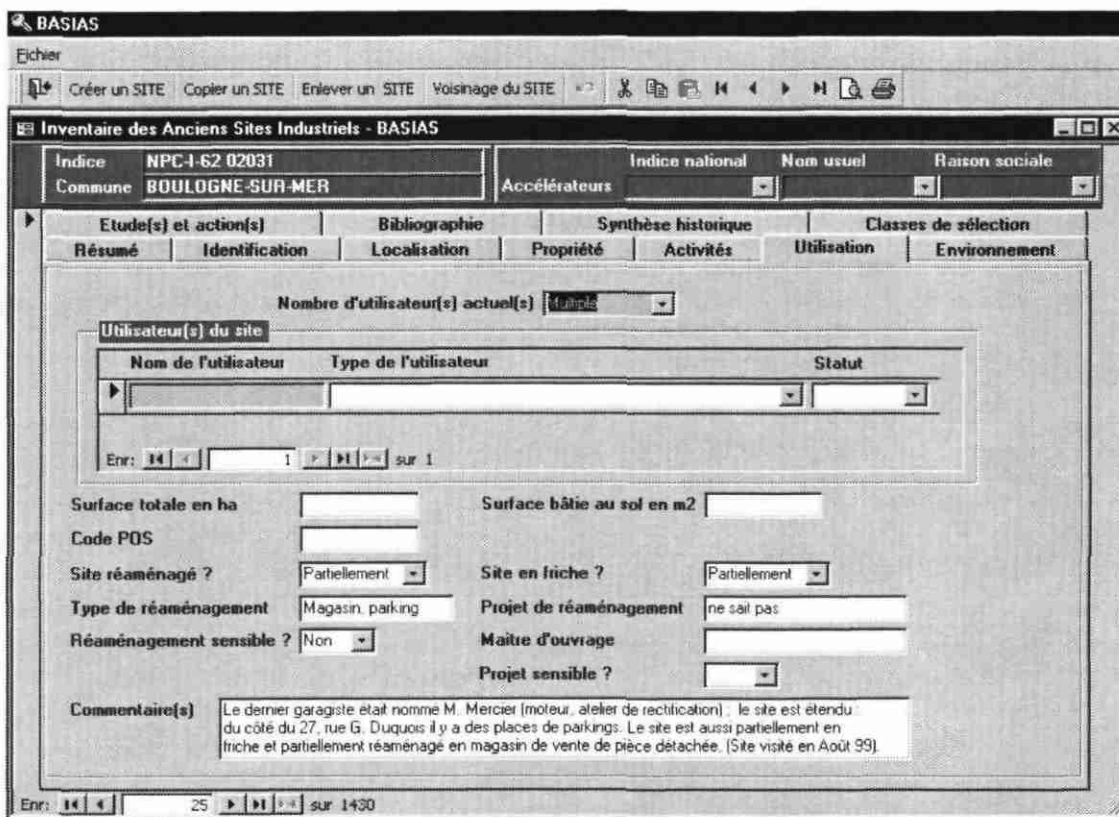 BASIAS
Fichier
Créer un SITE Copier un SITE Enlever un SITE Voisinage du SITE
Inventaire des Anciens Sites Industriels - BASIAS
Indice NPC-I-62 02031 Indice national Nom usuel Raison sociale
Commune BOULOGNE-SUR-MER Accélérateurs
Etude(s) et action(s) Bibliographie Synthèse historique Classes de sélection
Résumé Identification Localisation Propriété Activités Utilisation Environnement
Nombre d'utilisateur(s) actuel(s) Multiple
Utilisateur(s) du site
Nom de l'utilisateur Type de l'utilisateur Statut
Enr: 1 sur 1
Surface totale en ha Surface bâtie au sol en m2
Code POS
Site réaménagé ? Partiellement Site en friche ? Partiellement
Type de réaménagement Magasin, parking Projet de réaménagement ne sait pas
Réaménagement sensible ? Non Maitre d'ouvrage
Projet sensible ?
Commentaire(s) Le dernier garagiste était nommé M. Mercier (moteur, atelier de rectification) ; le site est étendu :
du côté du 27, rue G. Duquois il y a des places de parkings. Le site est aussi partiellement en
friche et partiellement réaménagé en magasin de vente de pièce détachée. (Site visité en Août 99).
Enr: 25 sur 1430